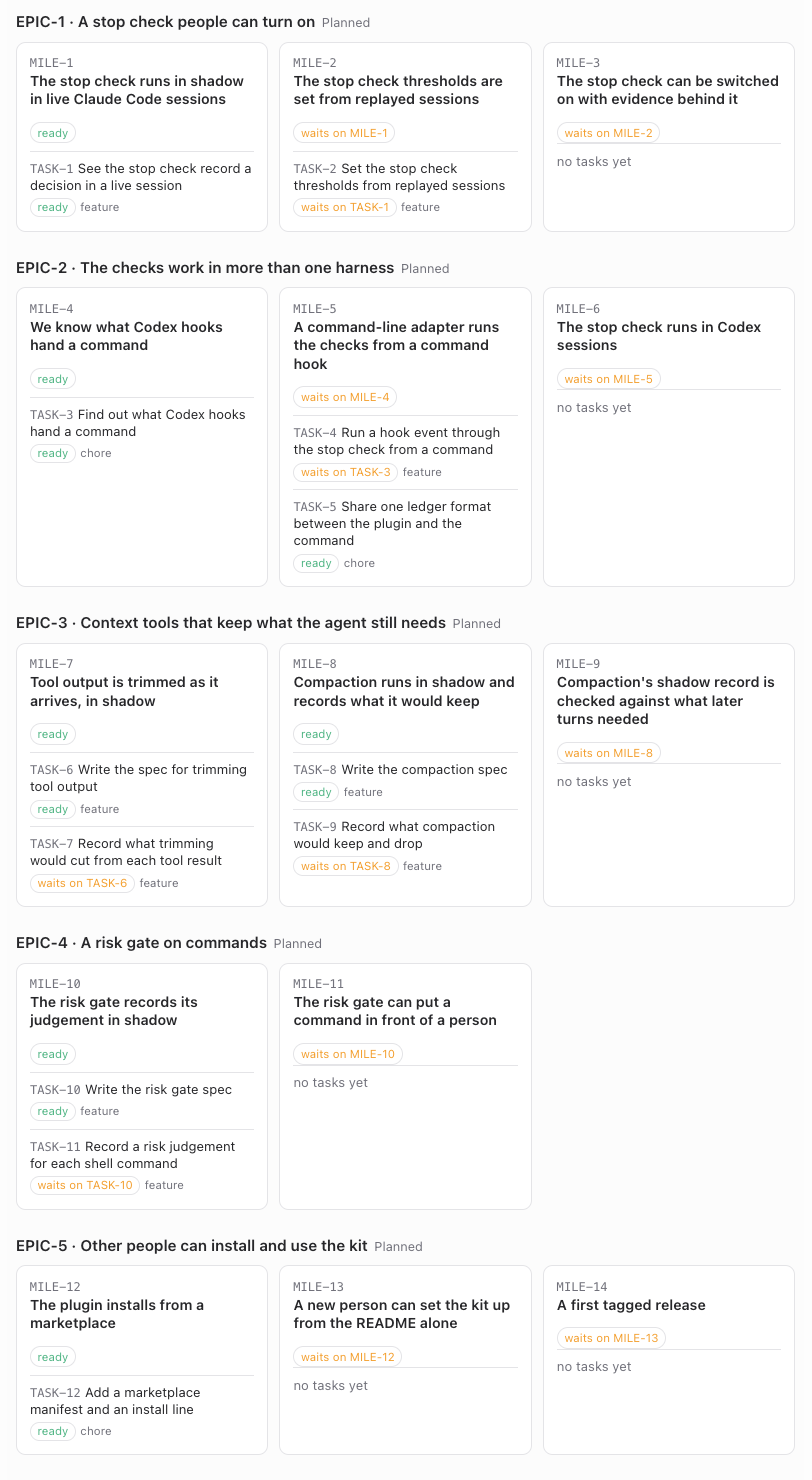 EPIC-1 · A stop check people can turn on Planned
MILE-1
The stop check runs in shadow
in live Claude Code sessions
ready
TASK-1 See the stop check record a
decision in a live session
ready feature
MILE-2
The stop check thresholds are
set from replayed sessions
waits on MILE-1
TASK-2 Set the stop check
thresholds from replayed sessions
waits on TASK-1 feature
MILE-3
The stop check can be switched
on with evidence behind it
waits on MILE-2
no tasks yet
EPIC-2 · The checks work in more than one harness Planned
MILE-4
We know what Codex hooks
hand a command
ready
TASK-3 Find out what Codex hooks
hand a command
ready chore
MILE-5
A command-line adapter runs
the checks from a command
hook
waits on MILE-4
TASK-4 Run a hook event through
the stop check from a command
waits on TASK-3 feature
TASK-5 Share one ledger format
between the plugin and the
command
ready chore
MILE-6
The stop check runs in Codex
sessions
waits on MILE-5
no tasks yet
EPIC-3 · Context tools that keep what the agent still needs Planned
MILE-7
Tool output is trimmed as it
arrives, in shadow
ready
TASK-6 Write the spec for trimming
tool output
ready feature
TASK-7 Record what trimming
would cut from each tool result
waits on TASK-6 feature
MILE-8
Compaction runs in shadow and
records what it would keep
ready
TASK-8 Write the compaction spec
ready feature
TASK-9 Record what compaction
would keep and drop
waits on TASK-8 feature
MILE-9
Compaction's shadow record is
checked against what later
turns needed
waits on MILE-8
no tasks yet
EPIC-4 · A risk gate on commands Planned
MILE-10
The risk gate records its
judgement in shadow
ready
TASK-10 Write the risk gate spec
ready feature
TASK-11 Record a risk judgement
for each shell command
waits on TASK-10 feature
MILE-11
The risk gate can put a
command in front of a person
waits on MILE-10
no tasks yet
EPIC-5 · Other people can install and use the kit Planned
MILE-12
The plugin installs from a
marketplace
ready
TASK-12 Add a marketplace
manifest and an install line
ready chore
MILE-13
A new person can set the kit up
from the README alone
waits on MILE-12
no tasks yet
MILE-14
A first tagged release
waits on MILE-13
no tasks yet